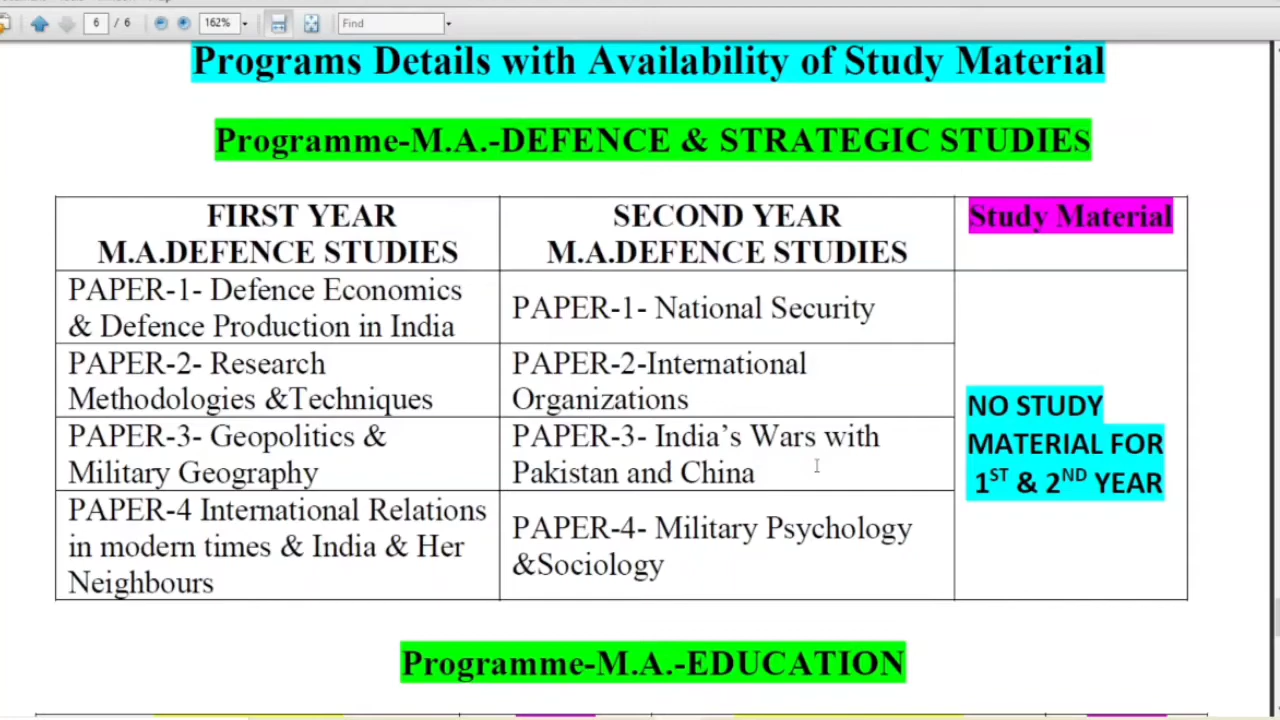 6 / 6
162%
Find
Programs Details with Availability of Study Material
Programme-M.A.-DEFENCE & STRATEGIC STUDIES
FIRST YEAR
M.A.DEFENCE STUDIES
SECOND YEAR
M.A.DEFENCE STUDIES
Study Material
PAPER-1- Defence Economics
& Defence Production in India
PAPER-1- National Security
PAPER-2- Research
Methodologies &Techniques
PAPER-2-International
Organizations
PAPER-3- Geopolitics &
Military Geography
PAPER-3- India’s Wars with
Pakistan and China
PAPER-4 International Relations
in modern times & India & Her
Neighbours
PAPER-4- Military Psychology
&Sociology
NO STUDY
MATERIAL FOR
1ST & 2ND YEAR
Programme-M.A.-EDUCATION